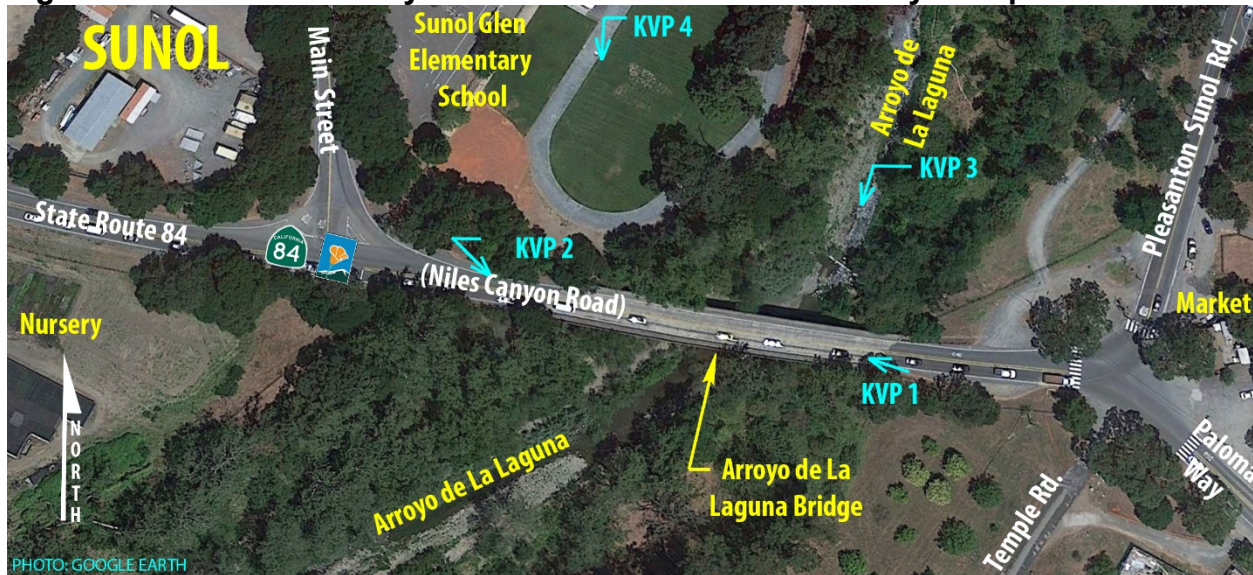 SUNOL
Main Street
Sunol Glen
Elementary
School
KVP 4
Arroyo de
La Laguna
KVP 3
Pleasanton Sunol Rd,
State Route 84
CALIFORNIA
84
KVP 2
(Niles Canyon Road)
Nursery
Market
KVP 1
NORTH
Arroyo de La Laguna
Arroyo de La
Laguna Bridge
Temple Rd.
Paloma
Way
PHOTO: GOOGLE EARTH